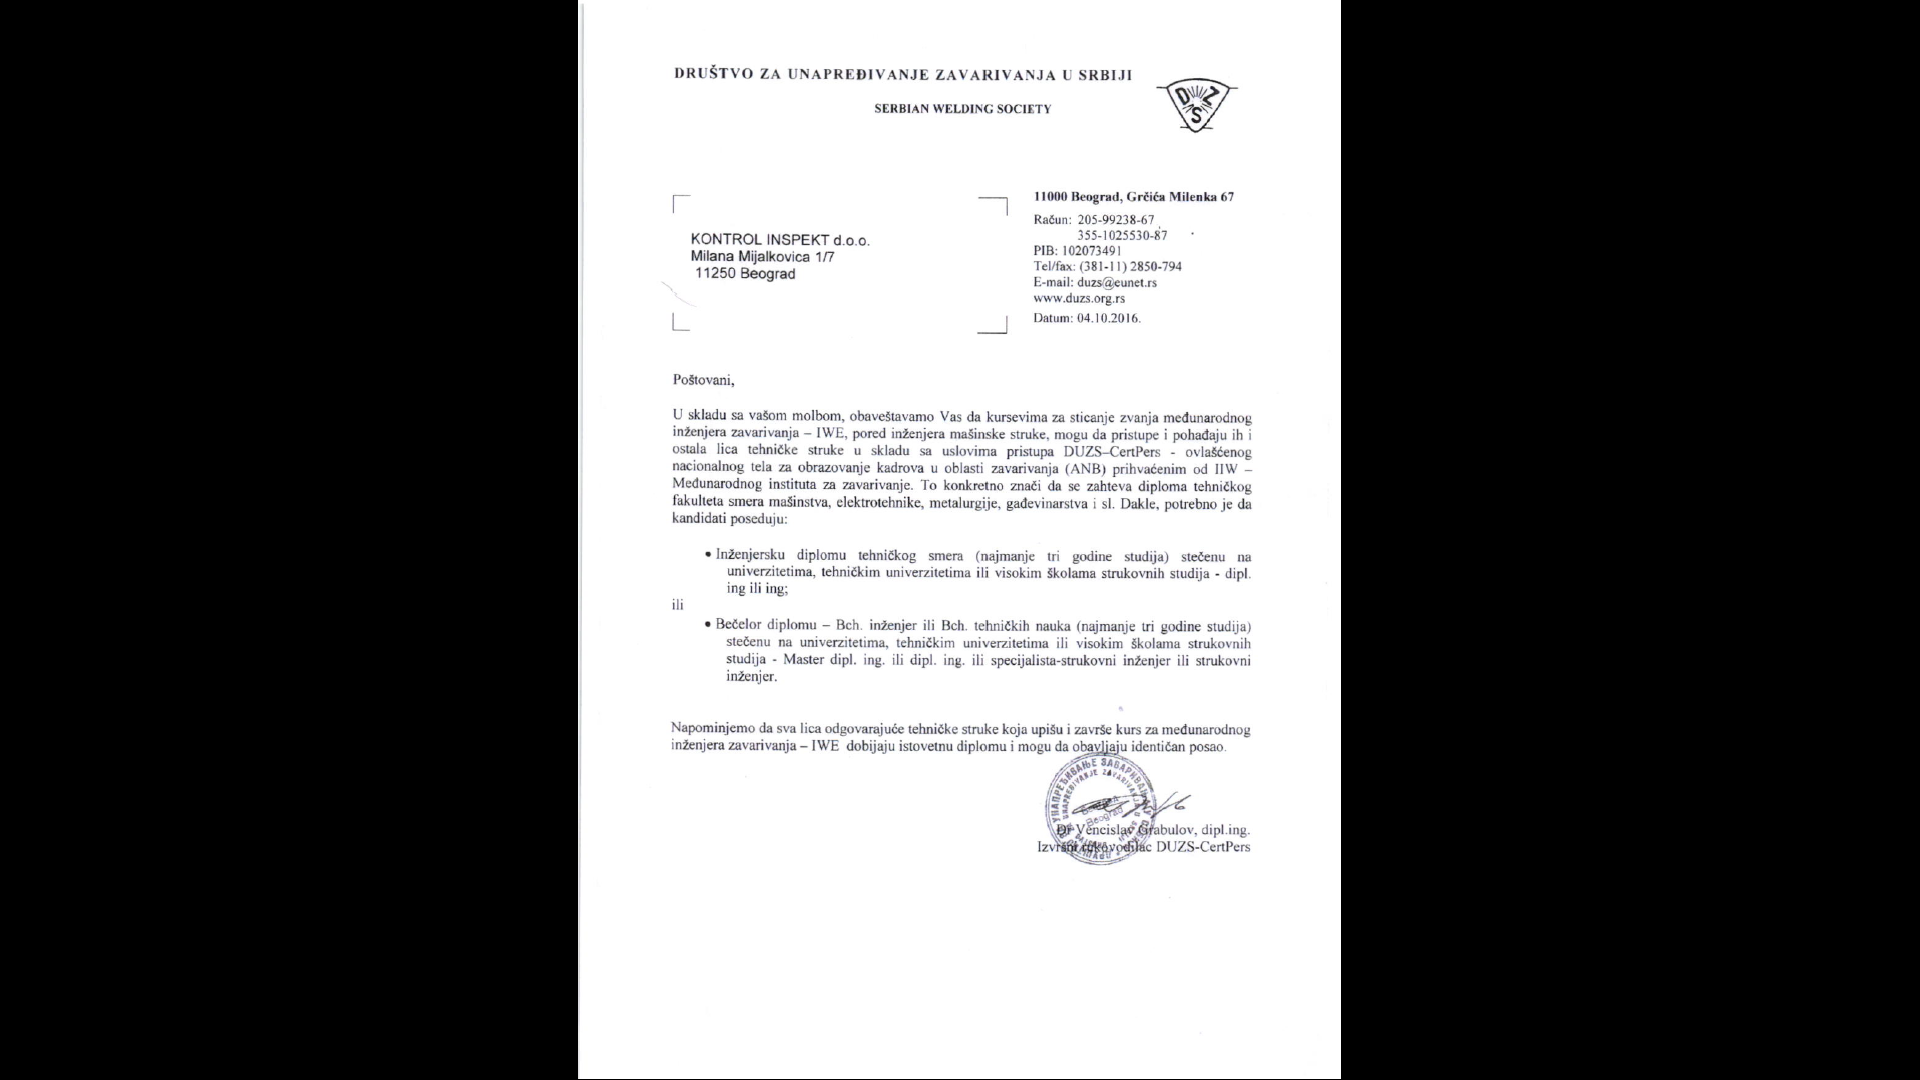 DRUŠTVO ZA UNAPREĐIVANJE ZAVARIVANJA U SRBIJI
SERBIAN WELDING SOCIETY
D Z
S
KONTROL INSPEKT d.o.o.
Milana Mijalkovica 1/7
11250 Beograd
11000 Beograd, Grčića Milenka 67
Račun: 205-99238-67
355-1025530-87
PIB: 102073491
Tel/fax: (381-11) 2850-794
E-mail: duzs@eunet.rs
www.duzs.org.rs
Datum: 04.10.2016.
Poštovani,
U skladu sa vašom molbom, obaveštavamo Vas da kursevima za sticanje zvanja međunarodnog
inženjera zavarivanja – IWE, pored inženjera mašinske struke, mogu da pristupe i pohađaju ih i
ostala lica tehničke struke u skladu sa uslovima pristupa DUZS–CertPers - ovlašćenog
nacionalnog tela za obrazovanje kadrova u oblasti zavarivanja (ANB) prihvaćenim od IIW –
Međunarodnog instituta za zavarivanje. To konkretno znači da se zahteva diploma tehničkog
fakulteta smera mašinstva, elektrotehnike, metalurgije, gađevinarstva i sl. Dakle, potrebno je da
kandidati poseduju:
• Inženjersku diplomu tehničkog smera (najmanje tri godine studija) stečenu na
univerzitetima, tehničkim univerzitetima ili visokim školama strukovnih studija - dipl.
ing ili ing;
ili
• Bečelor diplomu – Bch. inženjer ili Bch. tehničkih nauka (najmanje tri godine studija)
stečenu na univerzitetima, tehničkim univerzitetima ili visokim školama strukovnih
studija - Master dipl. ing. ili dipl. ing. ili specijalista-strukovni inženjer ili strukovni
inženjer.
Napominjemo da sva lica odgovarajuće tehničke struke koja upišu i završe kurs za međunarodnog
inženjera zavarivanja – IWE dobijaju istovetnu diplomu i mogu da obavljaju identičan posao.
УНАПРЕЂИВАЊЕ ЗАВАРИВАЊА
UNAPREĐIVANJE ZAVARIVANJA
Beograd
Dr Vencislav Grabulov, dipl.ing.
Izvršni rukovodilac DUZS-CertPers